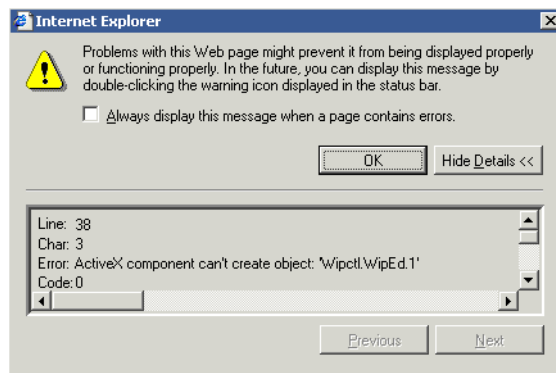 Internet Explorer
Problems with this Web page might prevent it from being displayed properly
or functioning properly. In the future, you can display this message by
double-clicking the warning icon displayed in the status bar.
Always display this message when a page contains errors.
OK
Hide Details <<
Line: 38
Char: 3
Error: ActiveX component can't create object: 'Wipctl.WipEd.1'
Code: 0
Previous
Next